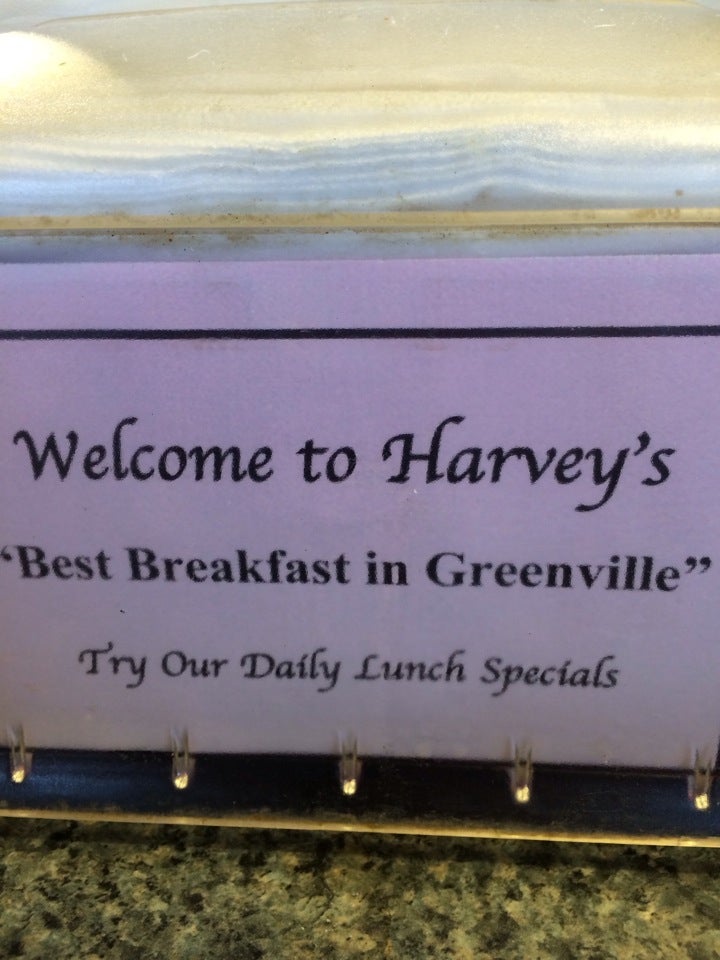 Welcome to Harvey's
“Best Breakfast in Greenville”
Try Our Daily Lunch Specials